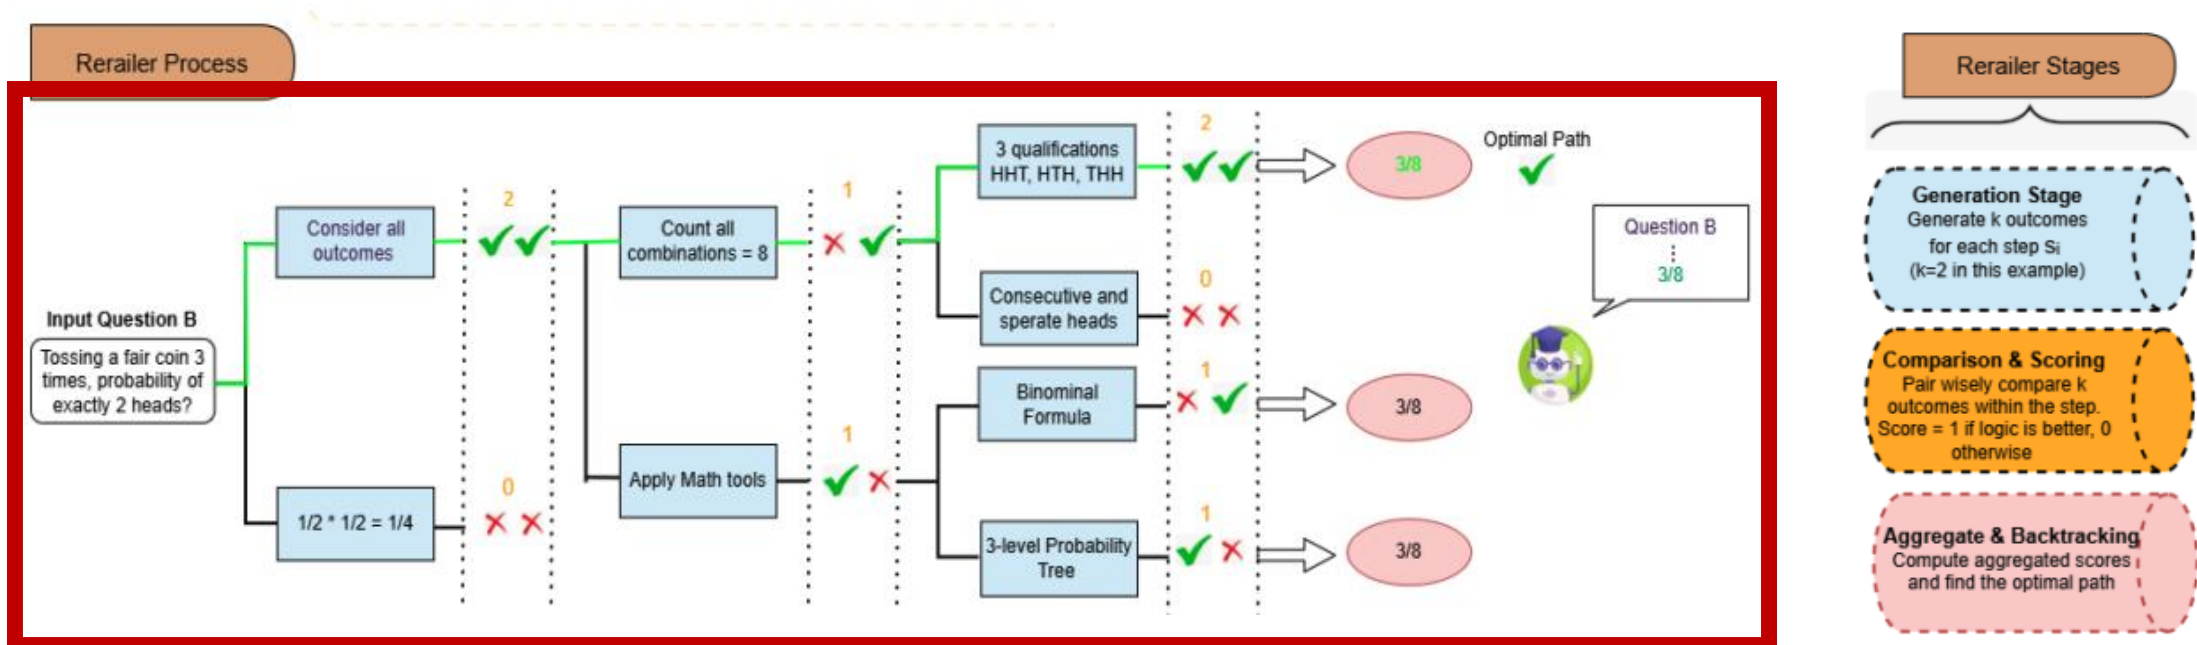 Rerailer Process
Rerailer Stages
Input Question B
Tossing a fair coin 3
times, probability of
exactly 2 heads?
Consider all
outcomes
2
1/2 * 1/2 = 1/4
0
Count all
combinations = 8
1
Apply Math tools
1
3 qualifications
HHT, HTH, THH
2
3/8
Optimal Path
Consecutive and
sperate heads
0
Binominal
Formula
1
3/8
3-level Probability
Tree
1
3/8
Question B
3/8
Generation Stage
Generate k outcomes
for each step si
(k=2 in this example)
Comparison & Scoring
Pair wisely compare k
outcomes within the step.
Score = 1 if logic is better, 0
otherwise
Aggregate & Backtracking
Compute aggregated scores
and find the optimal path